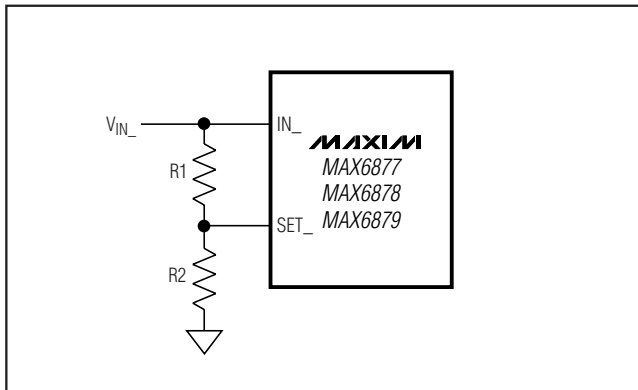 V_IN_
IN_
MAXIM
R1
MAX6877
MAX6878
MAX6879
SET_
R2